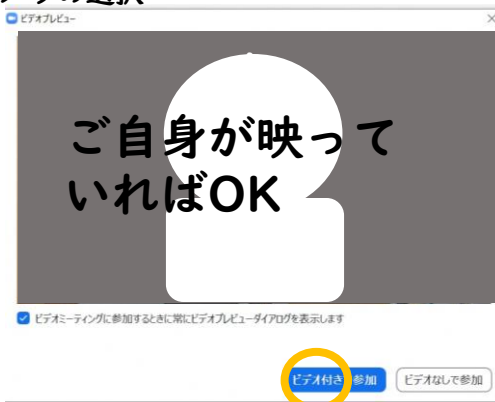 の選択
ビデオプレビュー
ご自身が映って
いればOK
ビデオミーティングに参加するときに常にビデオプレビューダイアログを表示します
ビデオ付き 参加
ビデオなしで参加